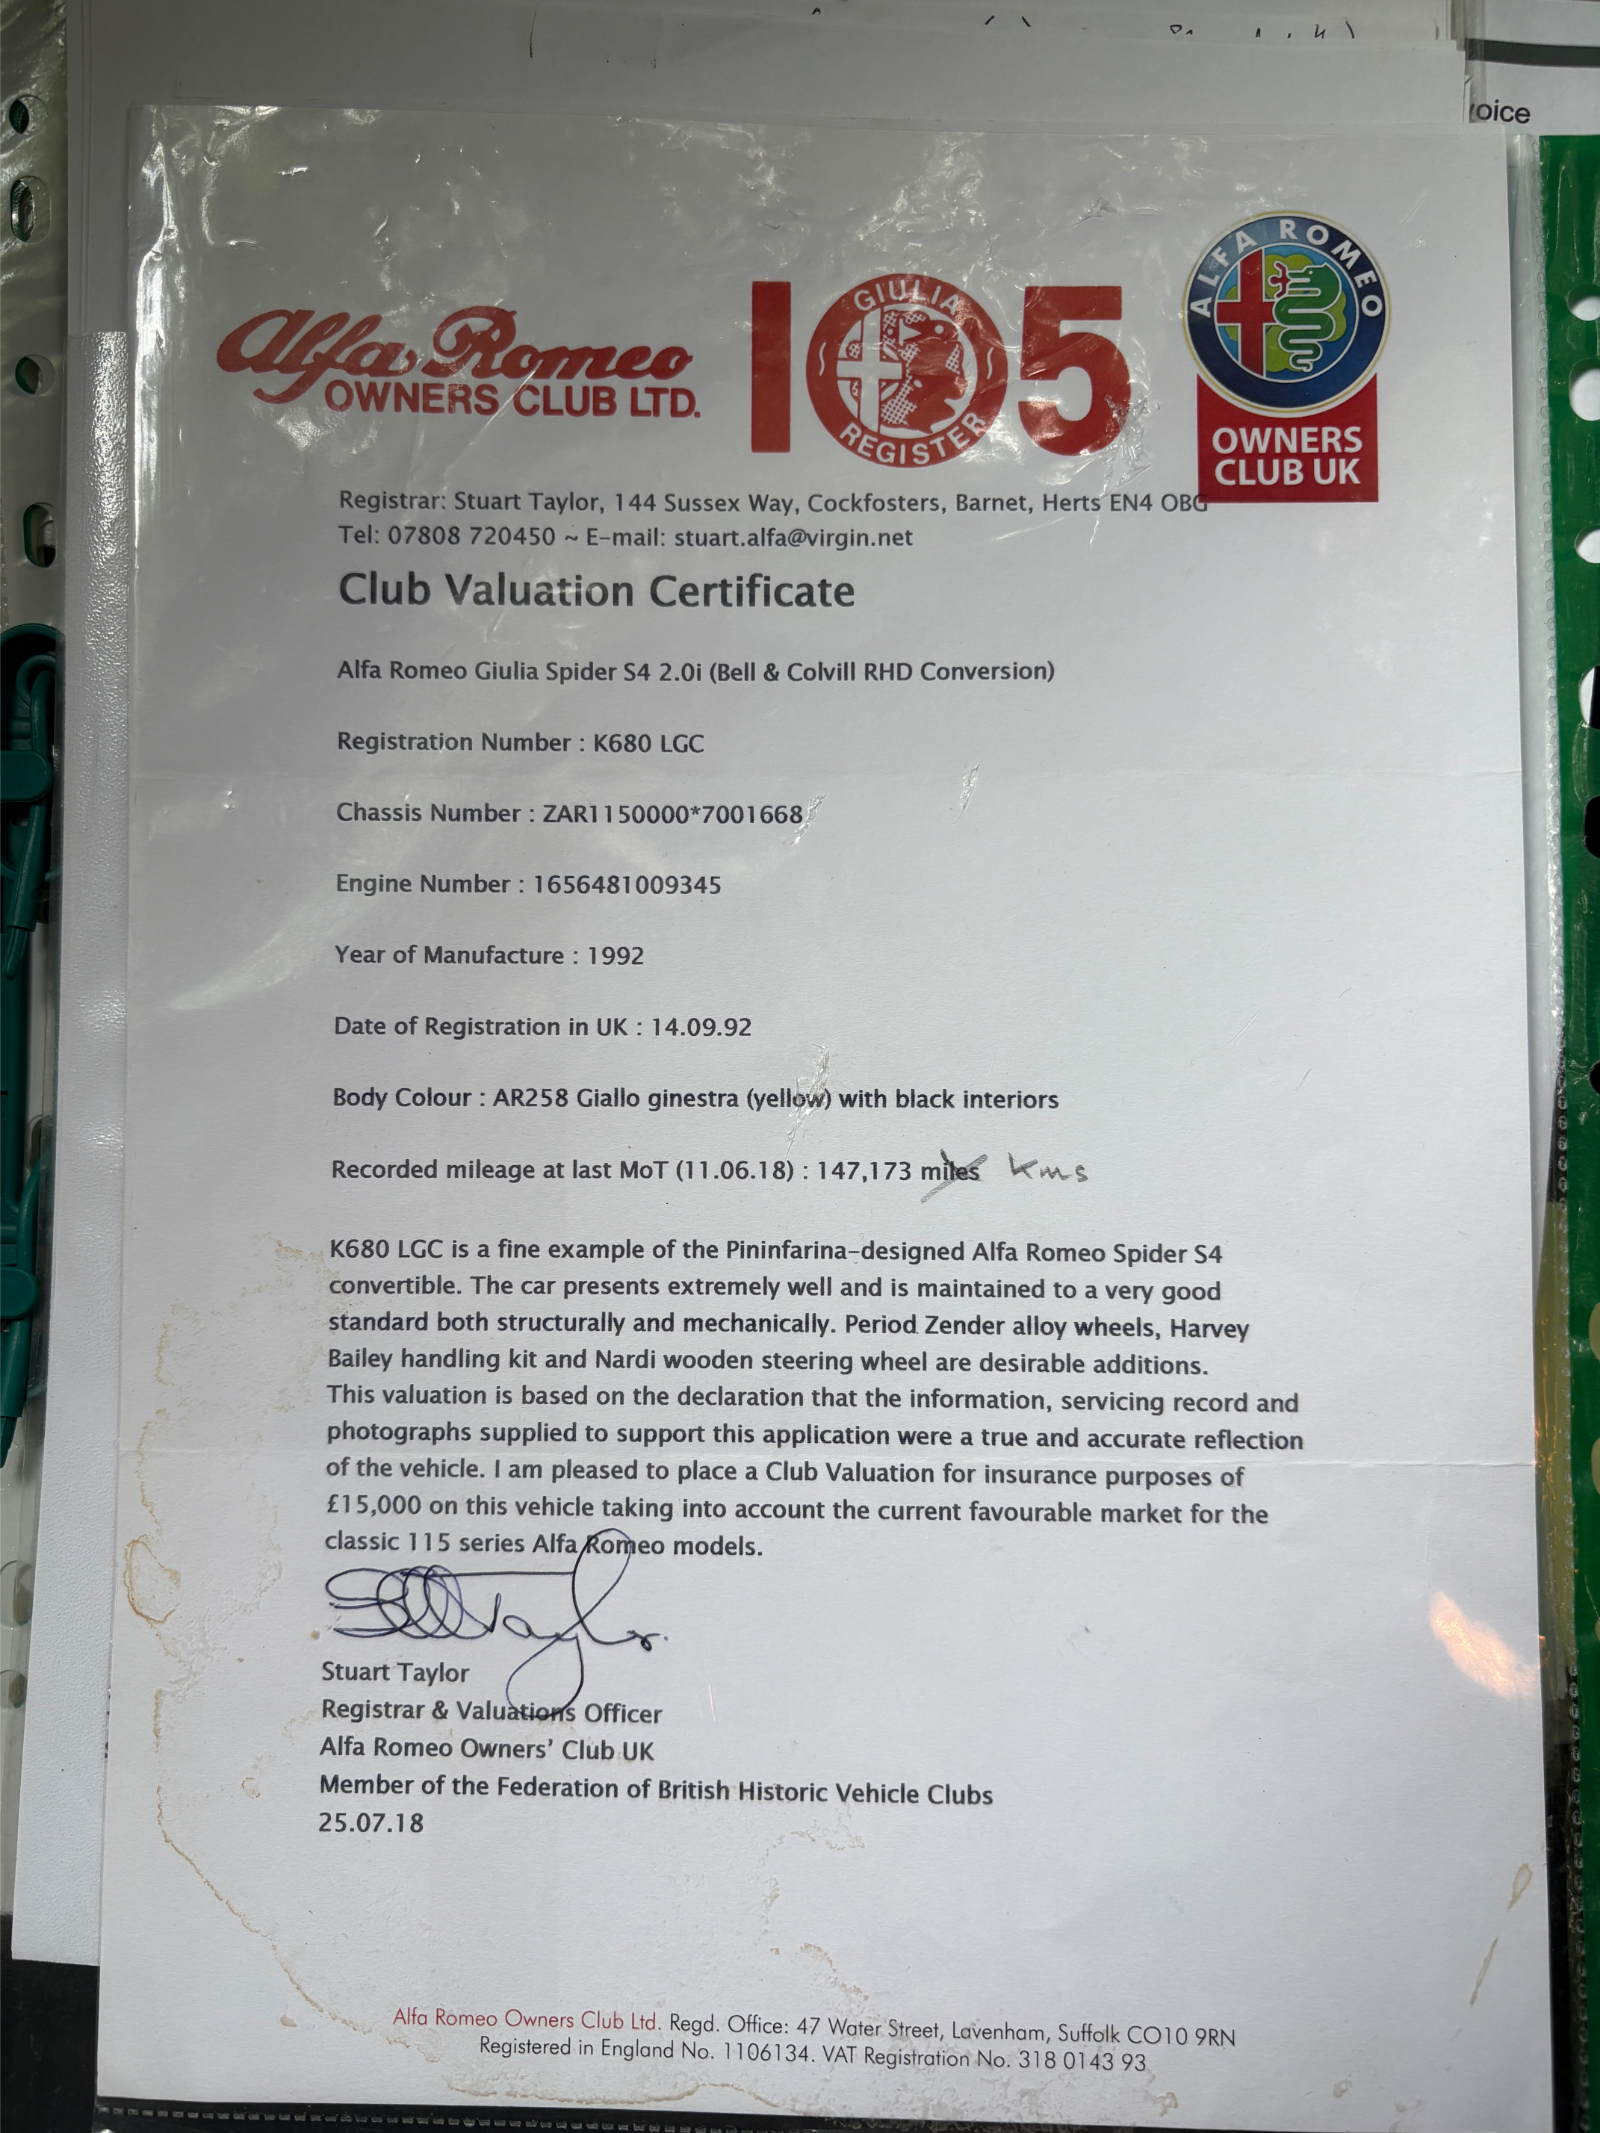 oice
Alfa Romeo
OWNERS CLUB LTD.
105
GIULIA
REGISTER
ALFA ROMEO
OWNERS
CLUB UK
Registrar: Stuart Taylor, 144 Sussex Way, Cockfosters, Barnet, Herts EN4 OBG
Tel: 07808 720450 ~ E-mail: stuart.alfa@virgin.net
Club Valuation Certificate
Alfa Romeo Giulia Spider S4 2.0i (Bell & Colvill RHD Conversion)
Registration Number : K680 LGC
Chassis Number : ZAR1150000*7001668
Engine Number : 1656481009345
Year of Manufacture : 1992
Date of Registration in UK : 14.09.92
Body Colour : AR258 Giallo ginestra (yellow) with black interiors
Recorded mileage at last MoT (11.06.18) : 147,173 miles kms
K680 LGC is a fine example of the Pininfarina-designed Alfa Romeo Spider S4
convertible. The car presents extremely well and is maintained to a very good
standard both structurally and mechanically. Period Zender alloy wheels, Harvey
Bailey handling kit and Nardi wooden steering wheel are desirable additions.
This valuation is based on the declaration that the information, servicing record and
photographs supplied to support this application were a true and accurate reflection
of the vehicle. I am pleased to place a Club Valuation for insurance purposes of
£15,000 on this vehicle taking into account the current favourable market for the
classic 115 series Alfa Romeo models.
Stuart Taylor
Registrar & Valuations Officer
Alfa Romeo Owners' Club UK
Member of the Federation of British Historic Vehicle Clubs
25.07.18
Alfa Romeo Owners Club Ltd. Regd. Office: 47 Water Street, Lavenham, Suffolk CO10 9RN
Registered in England No. 1106134. VAT Registration No. 318 0143 93